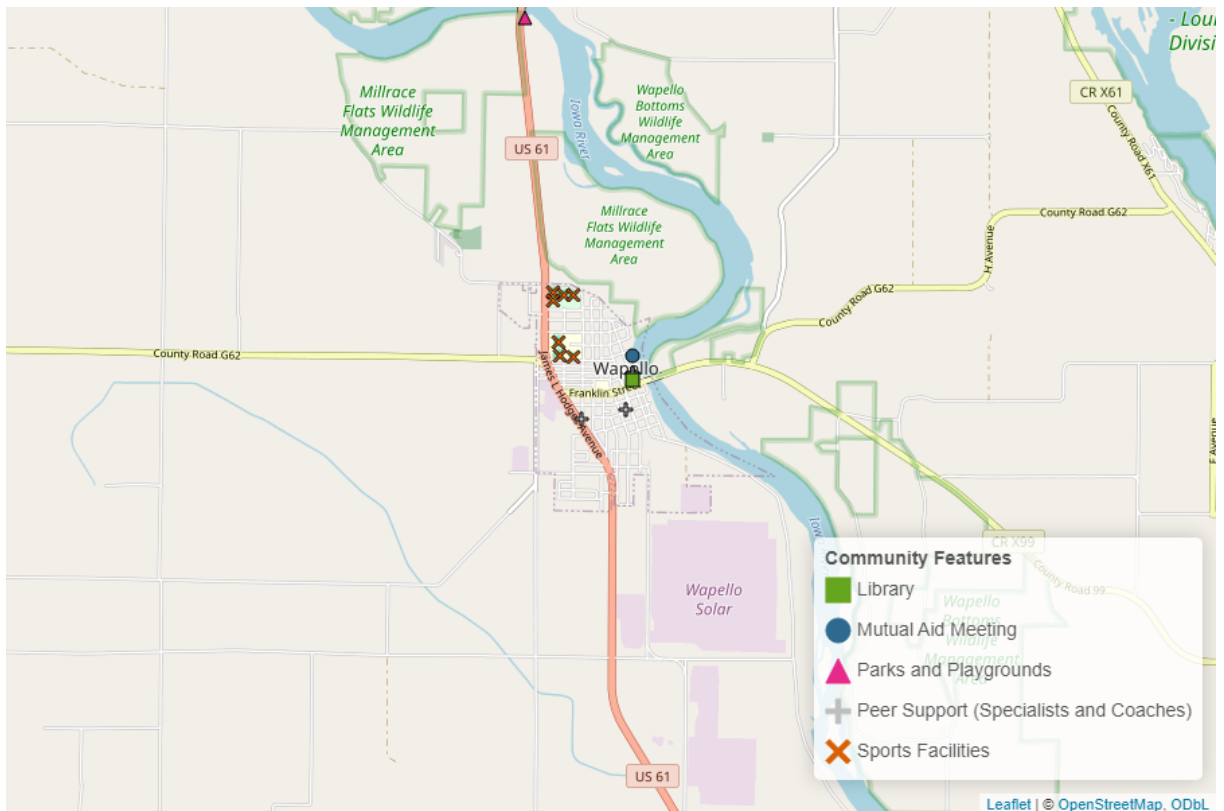 - Lou
Divisi
CR X61
County Road X61
Millrace
Flats Wildlife
Management
Area
Wapello
Bottoms
Wildlife
Management
Area
Iowa River
US 61
Millrace
Flats Wildlife
Management
Area
County Road G62
H Avenue
County Road G62
County Road G62
James L Hodges Avenue
Wapello
Franklin Street
F Avenue
Wapello
Solar
CR X99
County Road 99
Wapello
Bottoms
Wildlife
Management
Area
US 61
Community Features
Library
Mutual Aid Meeting
Parks and Playgrounds
Peer Support (Specialists and Coaches)
Sports Facilities
Leaflet | © OpenStreetMap, ODbL